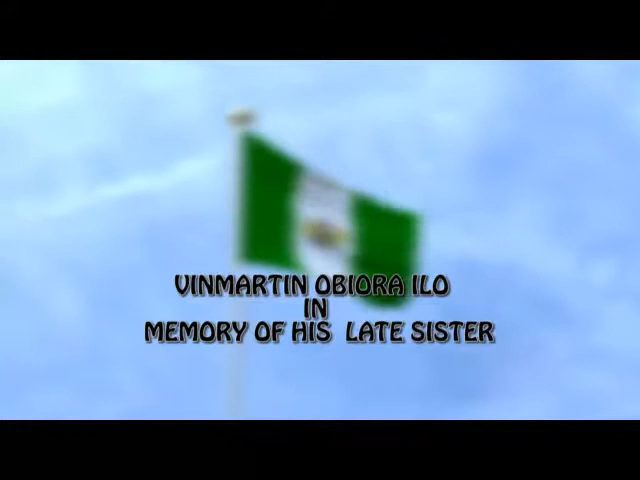 VINMARTIN OBIORA ILO
IN
MEMORY OF HIS LATE SISTER